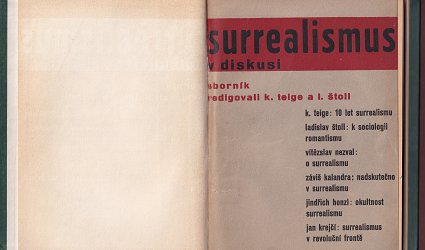 surrealismus
v diskusi
sborník
redigovali k. teige a l. štoll
k. teige: 10 let surrealismu
ladislav štoll: k sociologii
romantismu
vítězslav nezval:
o surrealismu
záviš kalandra: nadskutečno
v surrealismu
jindřich honzl: okultnost
surrealismu
jan krejčí: surrealismus
v revoluční frontě